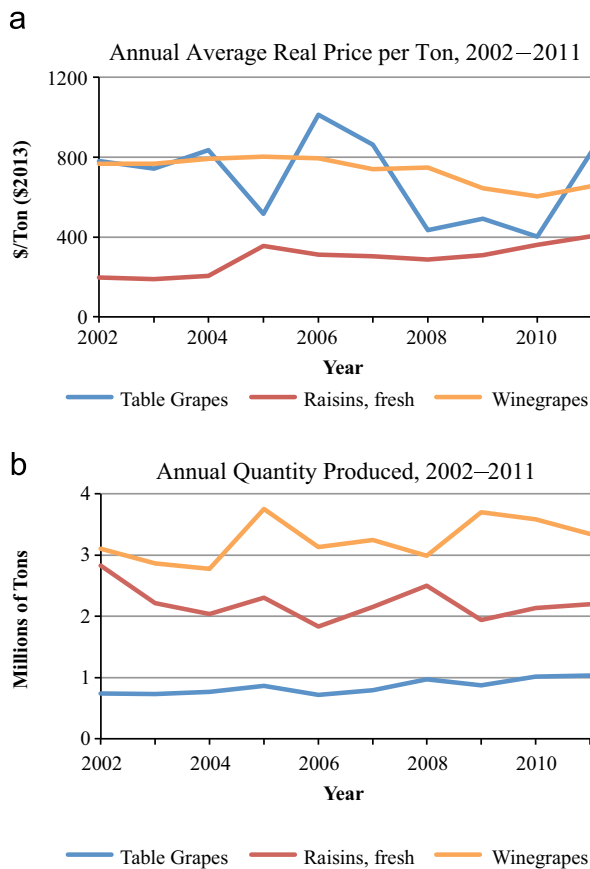 a
Annual Average Real Price per Ton, 2002–2011
1200
800
400
0
$/Ton ($2013)
2002 2004 2006 2008 2010
Year
Table Grapes Raisins, fresh Winegrapes
b
Annual Quantity Produced, 2002–2011
4
3
2
1
0
Millions of Tons
2002 2004 2006 2008 2010
Year
Table Grapes Raisins, fresh Winegrapes